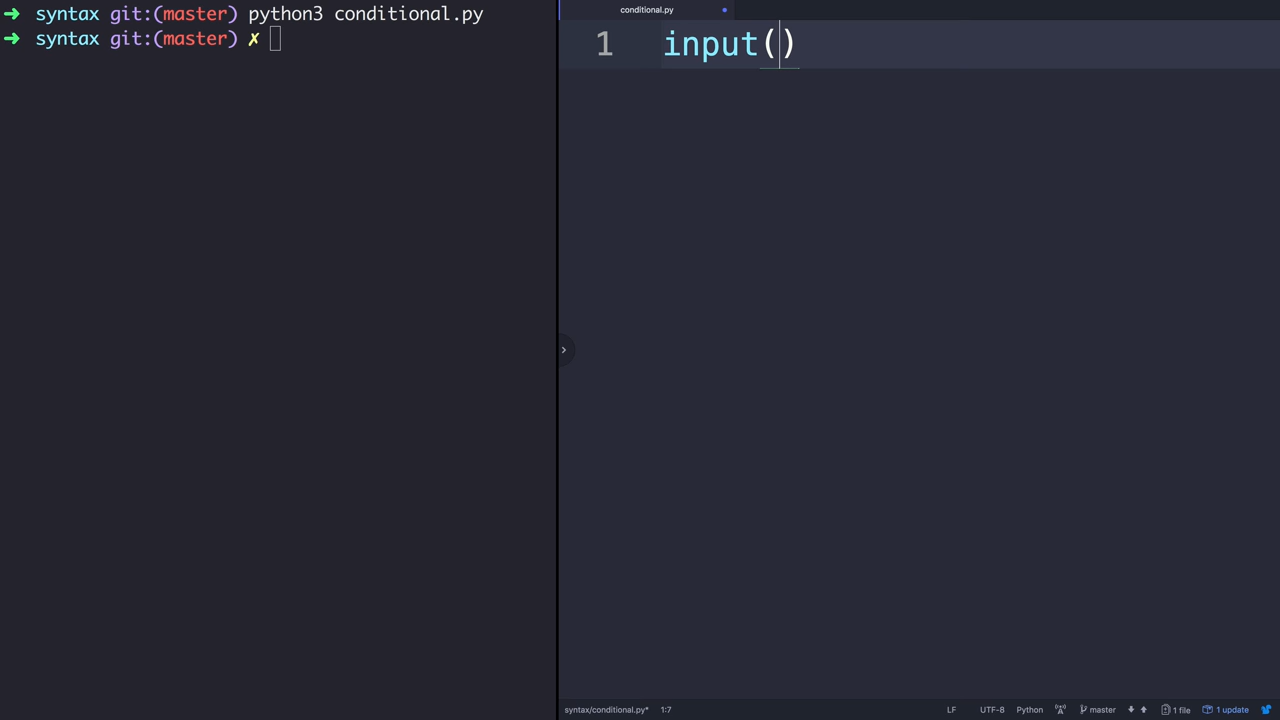 ➜ syntax git:(master) python3 conditional.py
➜ syntax git:(master) ✗
conditional.py
1 input()
syntax/conditional.py* 1:7 LF UTF-8 Python master 1 file 1 update